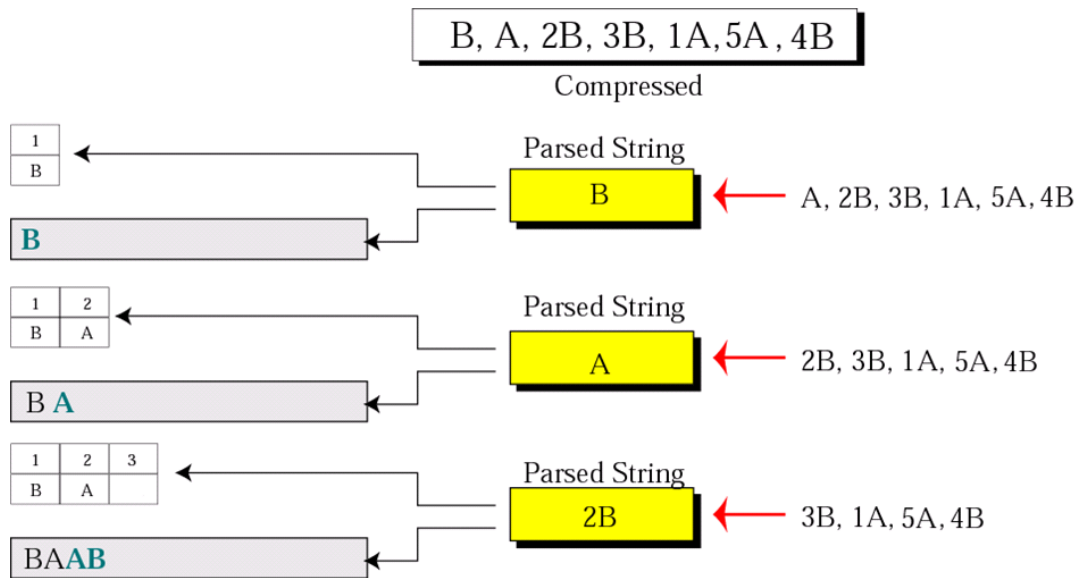 B, A, 2B, 3B, 1A,5A , 4B
Compressed
1
B
Parsed String
B
A, 2B, 3B, 1A, 5A, 4B
B
1 2
B A
Parsed String
A
2B, 3B, 1A, 5A, 4B
B A
1 2 3
B A
Parsed String
2B
3B, 1A, 5A, 4B
BAAB